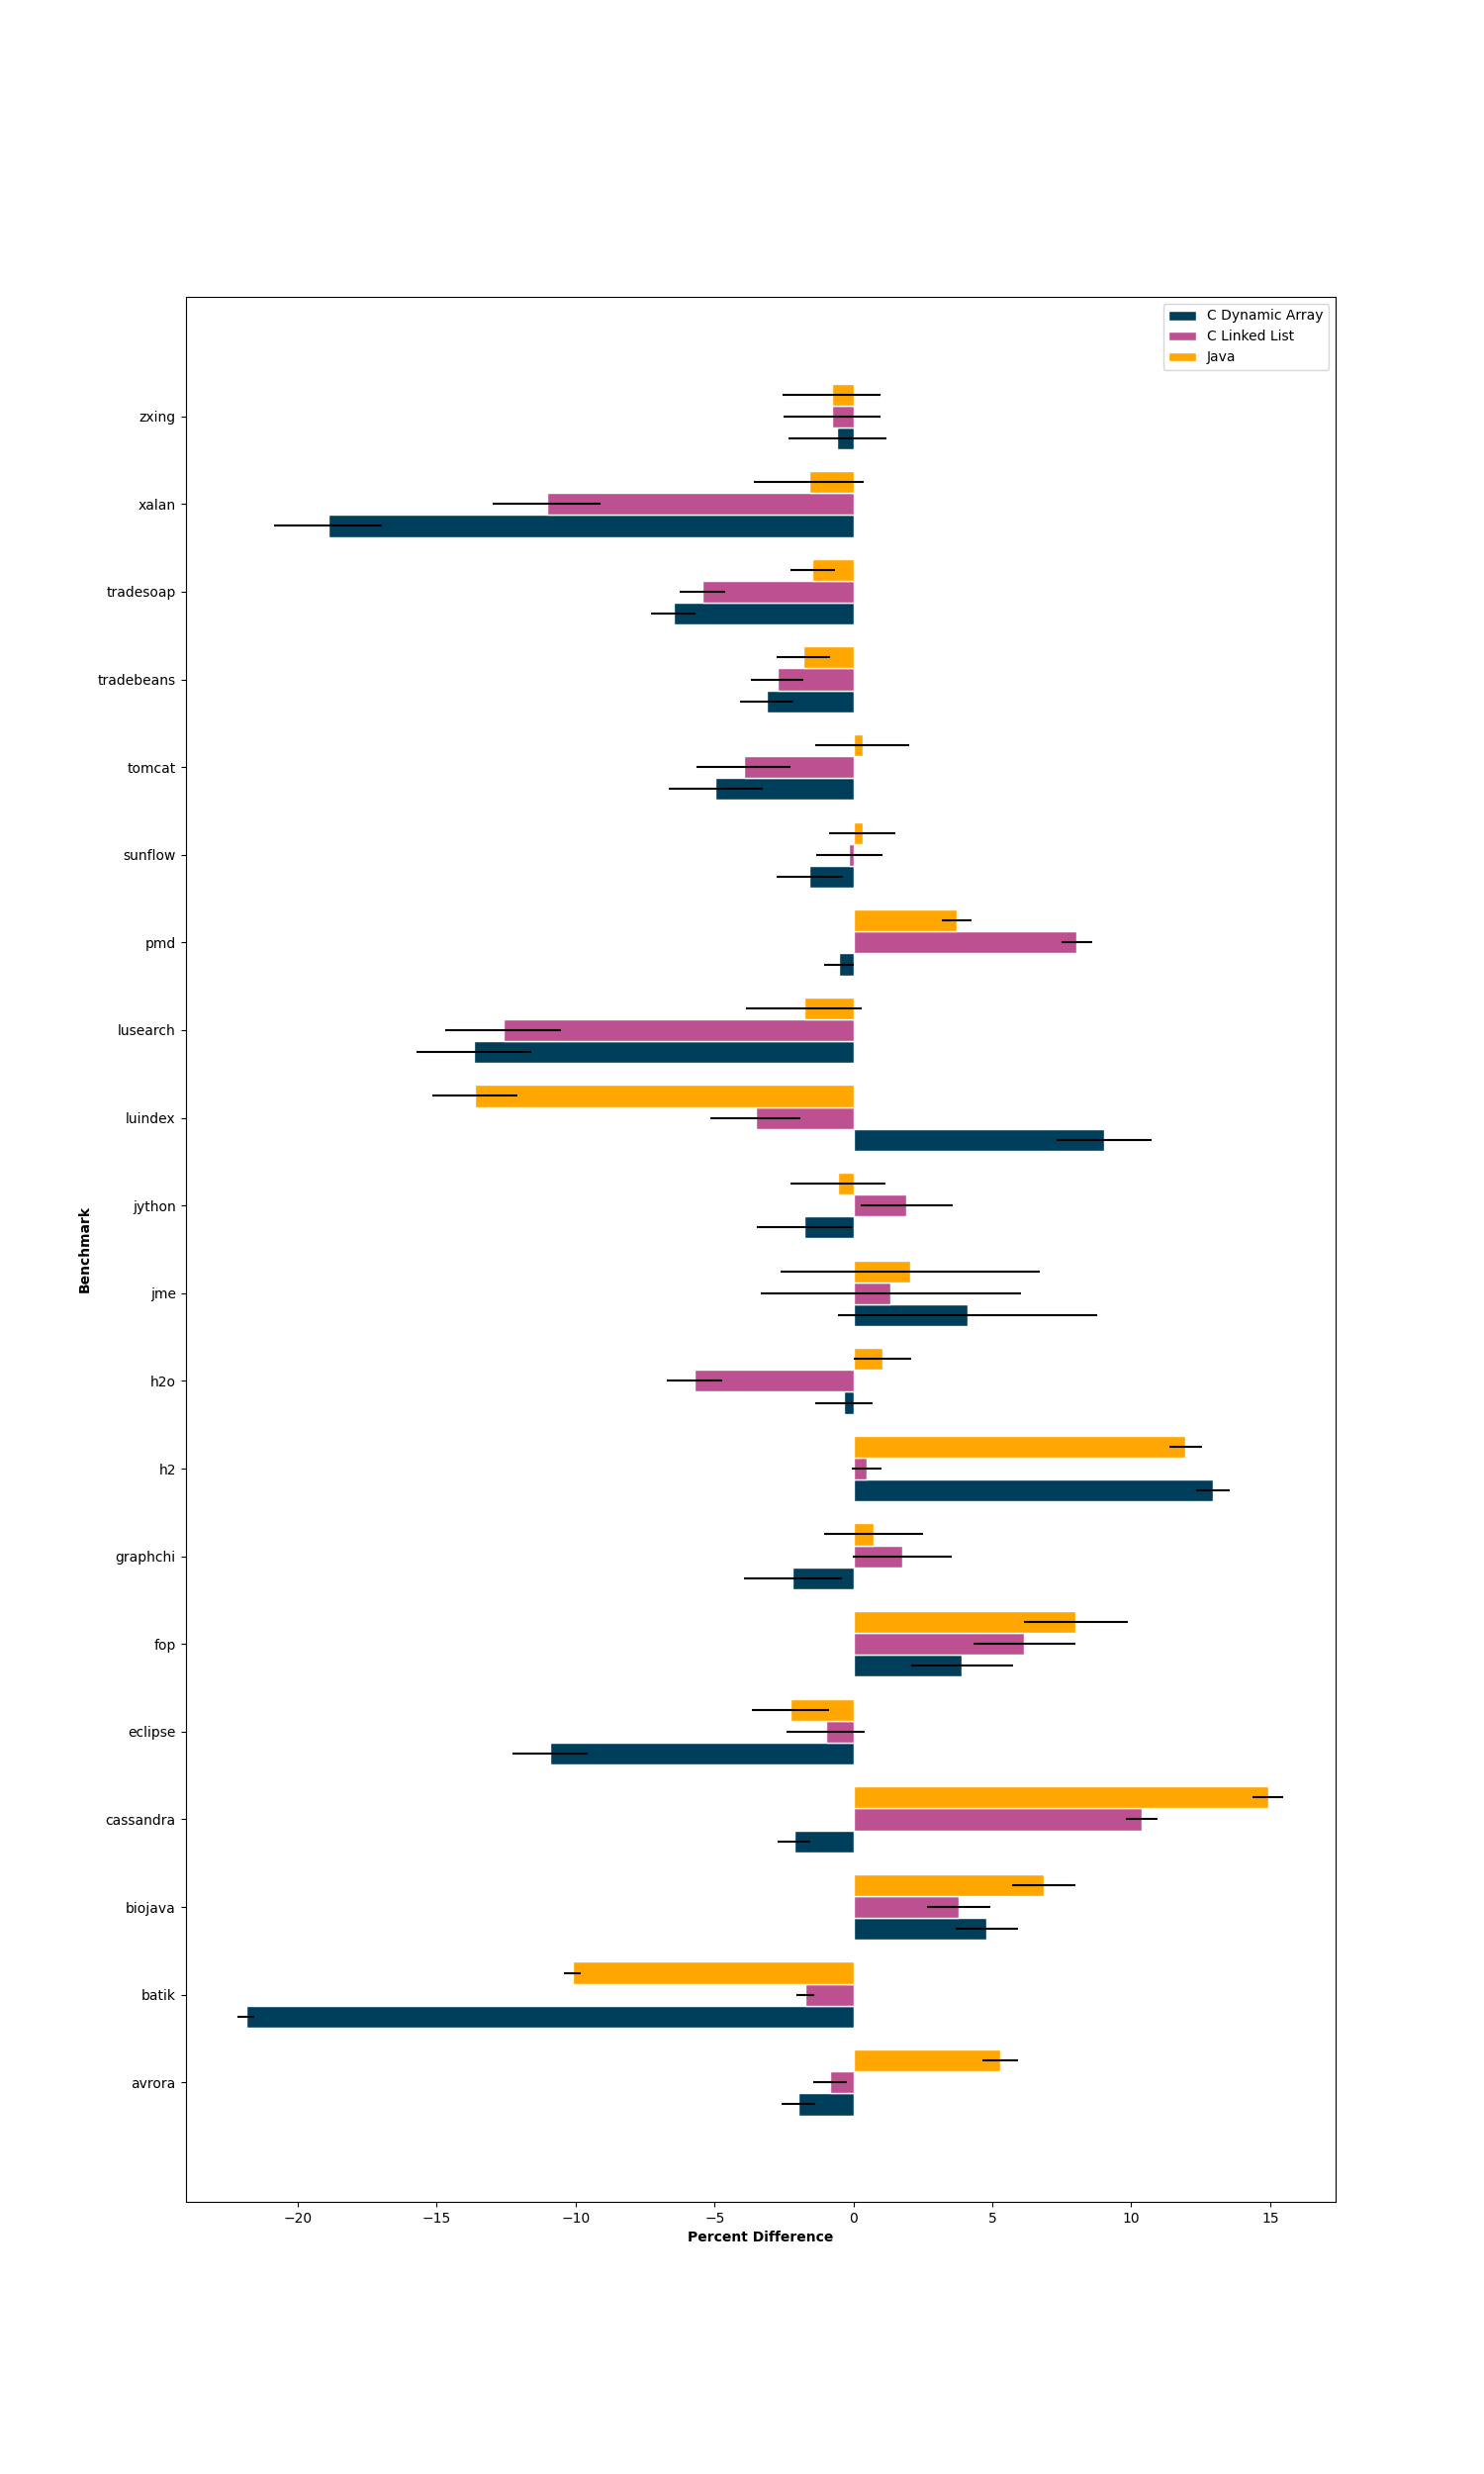 C Dynamic Array
C Linked List
Java
zxing
xalan
tradesoap
tradebeans
tomcat
sunflow
pmd
lusearch
luindex
jython
jme
h2o
h2
graphchi
fop
eclipse
cassandra
biojava
batik
avrora
Benchmark
−20 −15 −10 −5 0 5 10 15
Percent Difference